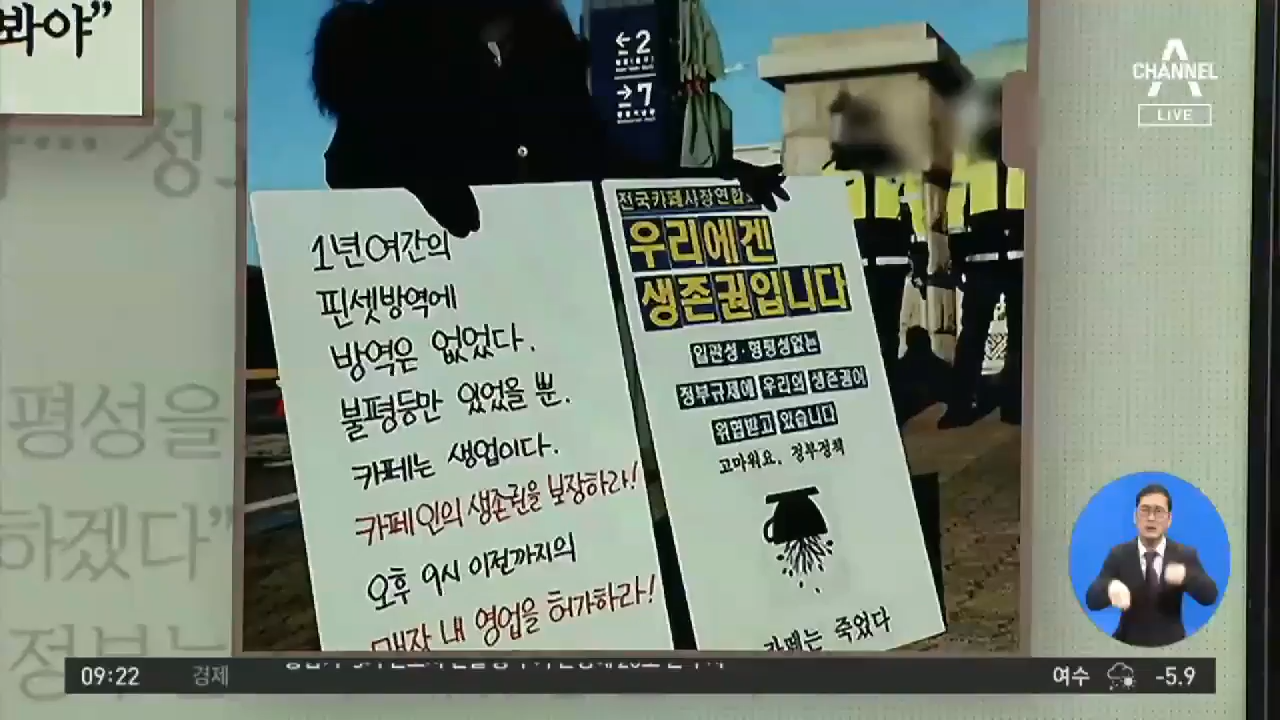 봐야”
CHANNEL A
LIVE
정
평성을
하겠다”
정부는
←2
→7
1년여간의
핀셋방역에
방역은 없었다.
불평등만 있었을 뿐.
카페는 생업이다.
카페인의 생존권을 보장하라!
오후 9시 이전까지의
매장 내 영업을 허가하라!
전국카페사장연합회
우리에겐
생존권입니다
일관성·형평성없는
정부규제에 우리의 생존권이
위협받고 있습니다
고마워요. 정부정책
카페는 죽었다
09:22 경제
여수 -5.9